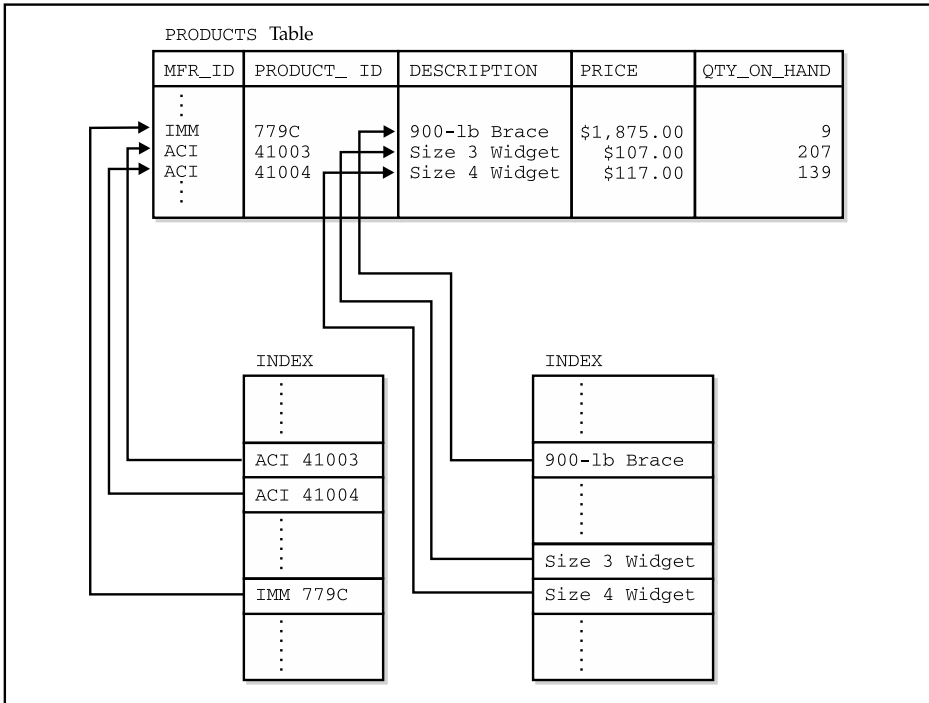 PRODUCTS Table
MFR_ID PRODUCT_ ID DESCRIPTION PRICE QTY_ON_HAND
IMM 779C 900-lb Brace $1,875.00 9
ACI 41003 Size 3 Widget $107.00 207
ACI 41004 Size 4 Widget $117.00 139
INDEX
ACI 41003
ACI 41004
IMM 779C
INDEX
900-lb Brace
Size 3 Widget
Size 4 Widget